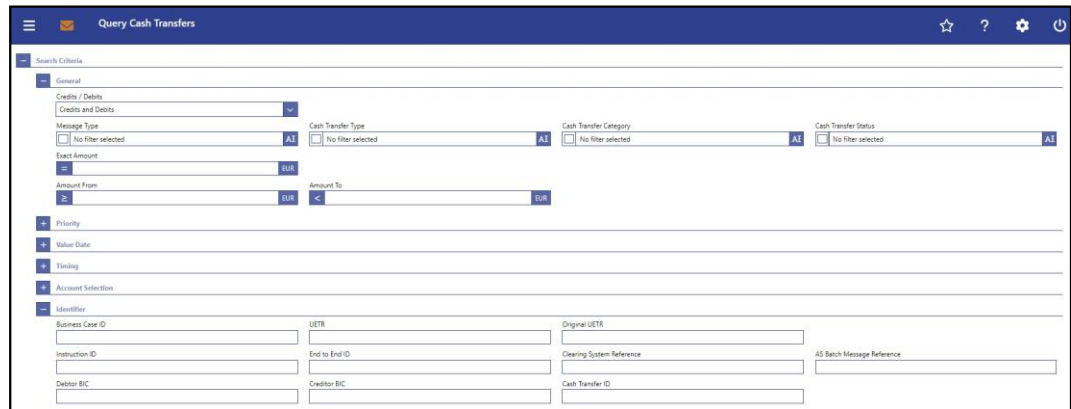 Query Cash Transfers
?
− Search Criteria
− General
Credits / Debits
Credits and Debits
Message Type Cash Transfer Type Cash Transfer Category Cash Transfer Status
No filter selected AI No filter selected AI No filter selected AI No filter selected AI
Exact Amount
= EUR
Amount From Amount To
≥ EUR < EUR
+ Priority
+ Value Date
+ Timing
+ Account Selection
− Identifier
Business Case ID UETR Original UETR
Instruction ID End to End ID Clearing System Reference AS Batch Message Reference
Debtor BIC Creditor BIC Cash Transfer ID